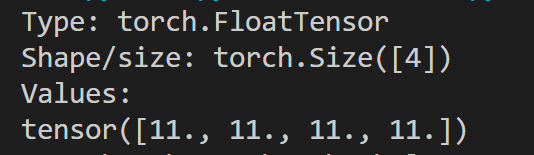 Type: torch.FloatTensor
Shape/size: torch.Size([4])
Values:
tensor([11., 11., 11., 11.])